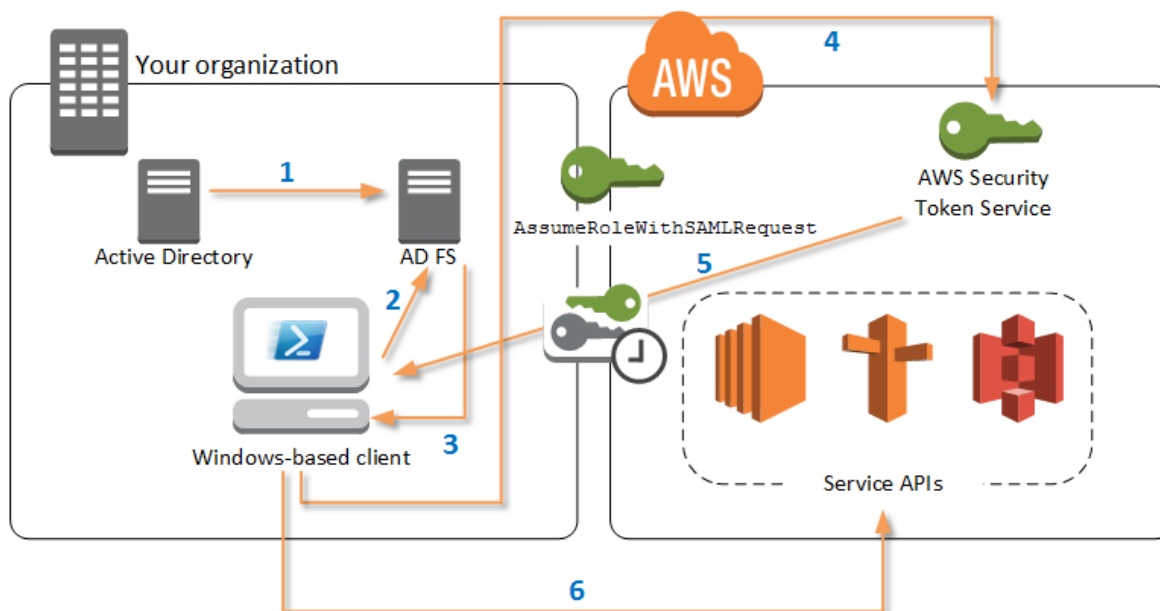 4
Your organization
AWS
1
AWS Security
Token Service
AssumeRoleWithSAMLRequest
Active Directory
AD FS
5
2
3
Windows-based client
Service APIs
6